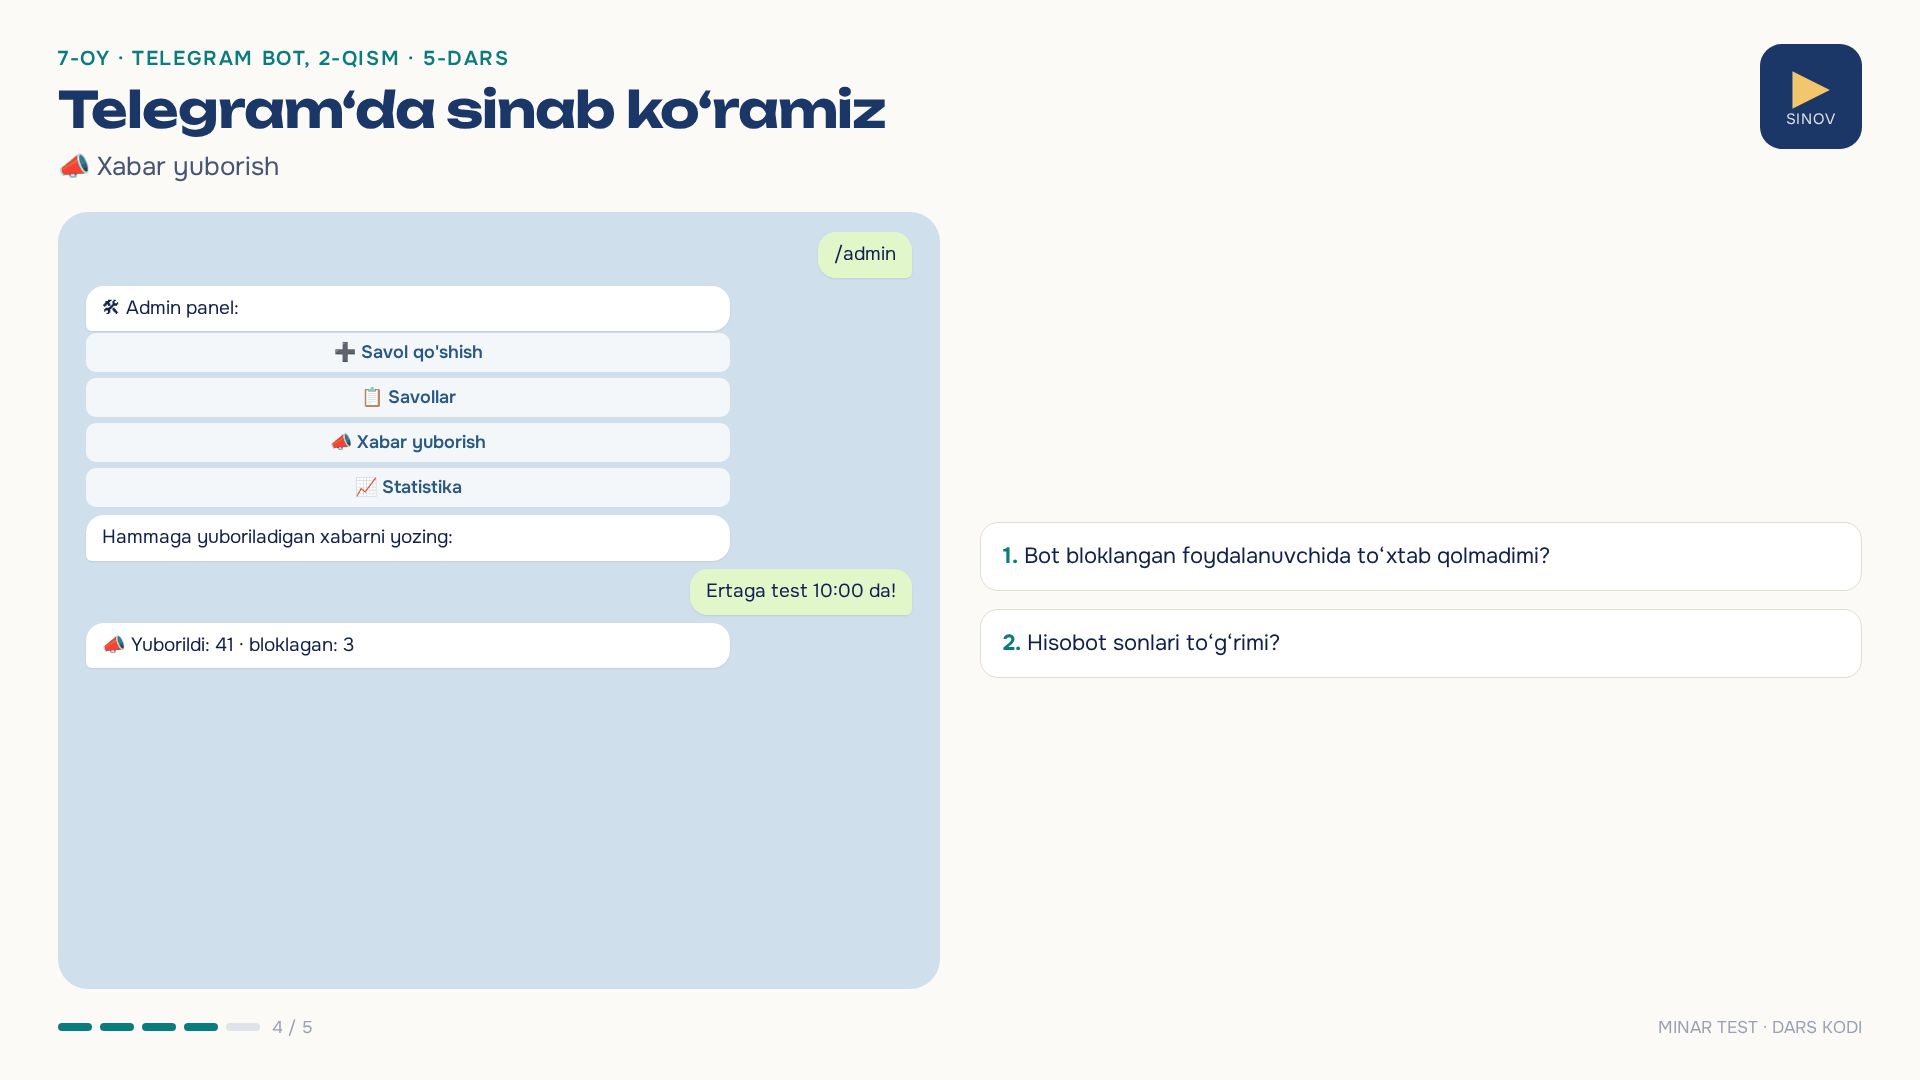 7-OY · TELEGRAM BOT, 2-QISM · 5-DARS
Telegram‘da sinab ko‘ramiz
📣 Xabar yuborish
SINOV
/admin
🛠 Admin panel:
➕ Savol qo'shish
📋 Savollar
📣 Xabar yuborish
📈 Statistika
Hammaga yuboriladigan xabarni yozing:
Ertaga test 10:00 da!
📣 Yuborildi: 41 · bloklagan: 3
1. Bot bloklangan foydalanuvchida to‘xtab qolmadimi?
2. Hisobot sonlari to‘g‘rimi?
4 / 5
MINAR TEST · DARS KODI